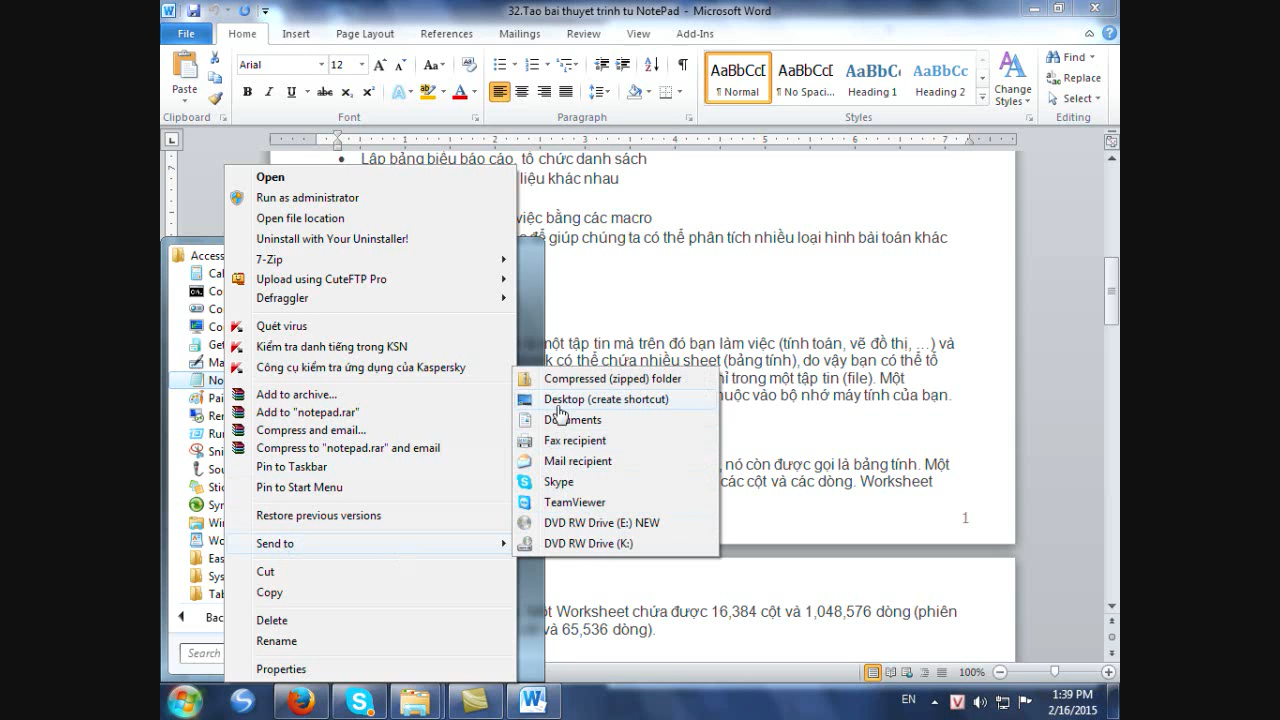 32.Tao bai thuyet trinh tu NotePad - Microsoft Word
File Home Insert Page Layout References Mailings Review View Add-Ins
Paste
Arial 12
AaBbCcI AaBbCcI AaBbC AaBbCc
¶ Normal ¶ No Spaci... Heading 1 Heading 2
Change Styles
Find
Replace
Select
Clipboard Font Paragraph Styles Editing
1 2 3 4 5 6 7
Lập bảng biểu báo cáo, tổ chức danh sách
liệu khác nhau
việc bằng các macro
để giúp chúng ta có thể phân tích nhiều loại hình bài toán khác
một tập tin mà trên đó bạn làm việc (tính toán, vẽ đồ thị, …) và
có thể chứa nhiều sheet (bảng tính), do vậy bạn có thể tổ
trong một tập tin (file). Một
thuộc vào bộ nhớ máy tính của bạn.
nó còn được gọi là bảng tính. Một
các cột và các dòng. Worksheet
1
Worksheet chứa được 16,384 cột và 1,048,576 dòng (phiên
và 65,536 dòng).
Open
Run as administrator
Open file location
Uninstall with Your Uninstaller!
7-Zip
Upload using CuteFTP Pro
Defraggler
Quét virus
Kiểm tra danh tiếng trong KSN
Công cụ kiểm tra ứng dụng của Kaspersky
Add to archive...
Add to "notepad.rar"
Compress and email...
Compress to "notepad.rar" and email
Pin to Taskbar
Pin to Start Menu
Restore previous versions
Send to
Cut
Copy
Delete
Rename
Properties
Compressed (zipped) folder
Desktop (create shortcut)
Documents
Fax recipient
Mail recipient
Skype
TeamViewer
DVD RW Drive (E:) NEW
DVD RW Drive (K:)
Search
100%
EN
1:39 PM
2/16/2015